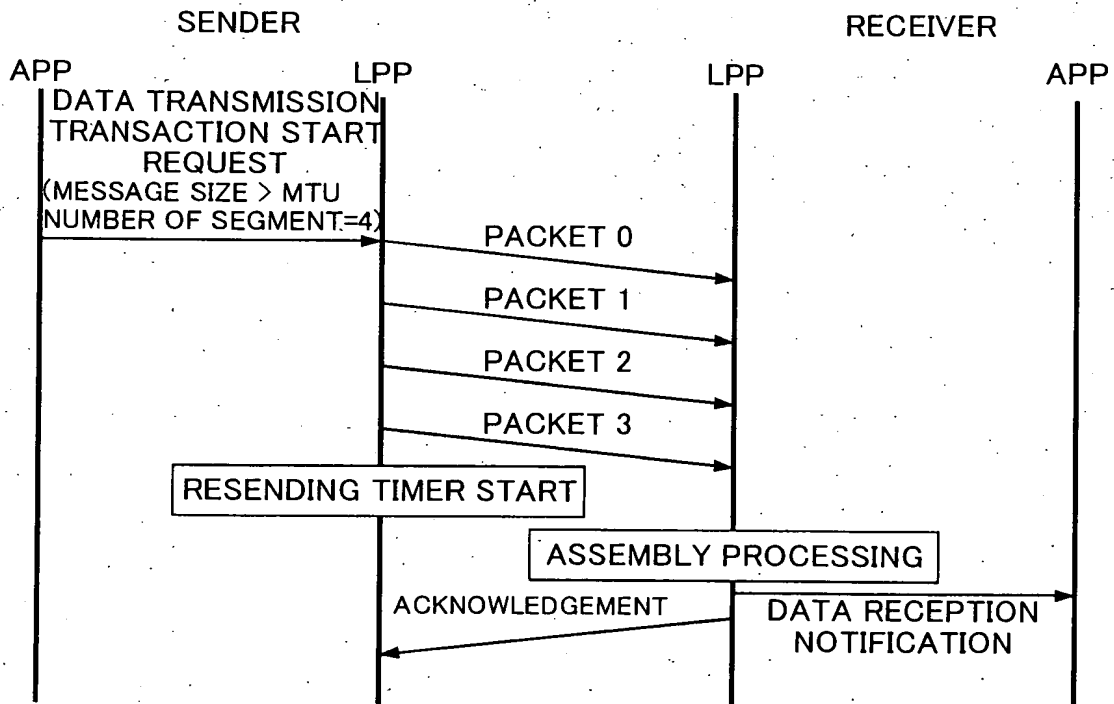 SENDER
RECEIVER
APP
LPP
LPP
APP
DATA TRANSMISSION
TRANSACTION START
REQUEST
(MESSAGE SIZE > MTU
NUMBER OF SEGMENT=4)
PACKET 0
PACKET 1
PACKET 2
PACKET 3
RESENDING TIMER START
ASSEMBLY PROCESSING
ACKNOWLEDGEMENT
DATA RECEPTION
NOTIFICATION